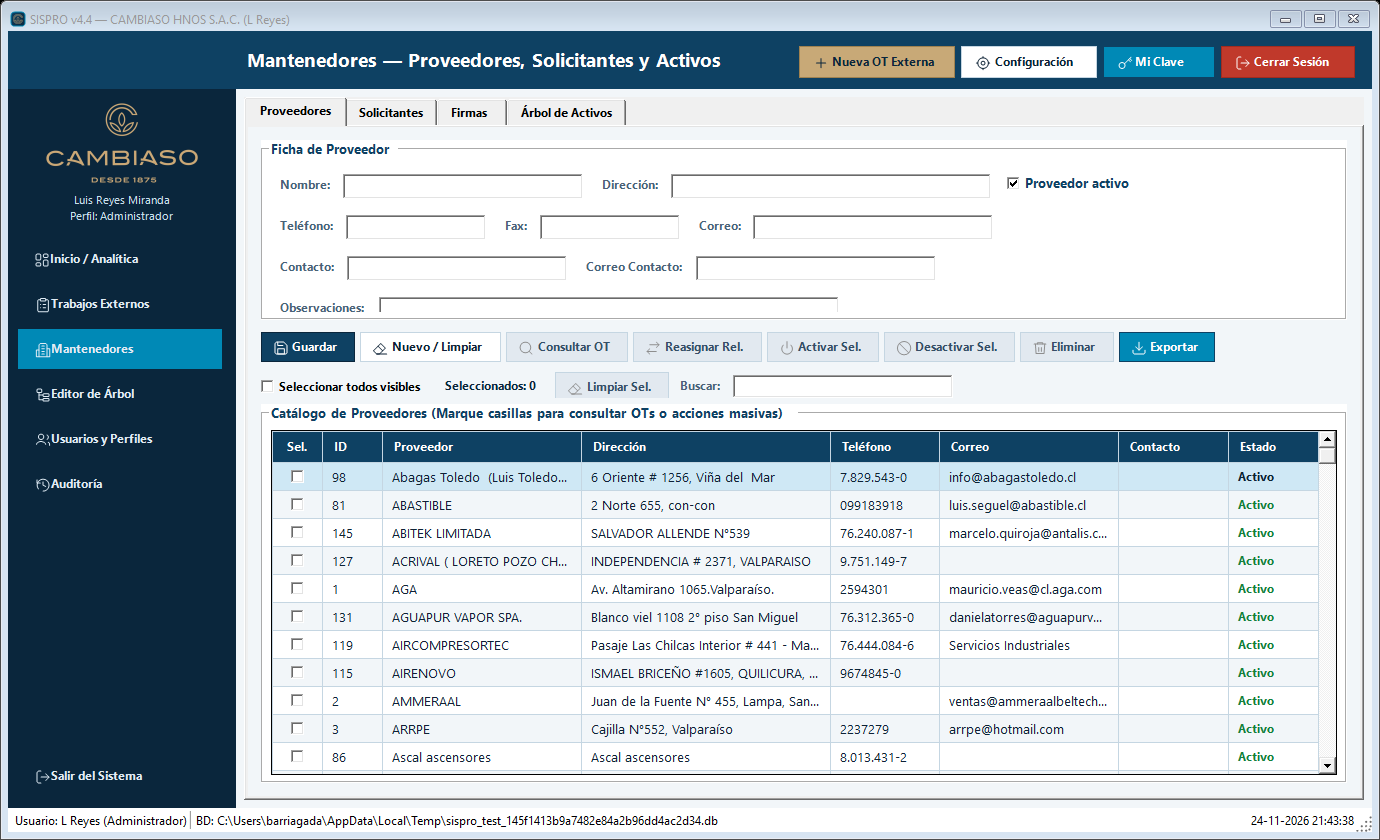 SISPRO v4.4 — CAMBIASO HNOS S.A.C. (L Reyes)
Mantenedores — Proveedores, Solicitantes y Activos
Nueva OT Externa
Configuración
Mi Clave
Cerrar Sesión
CAMBIASO
DESDE 1875
Luis Reyes Miranda
Perfil: Administrador
Inicio / Analítica
Trabajos Externos
Mantenedores
Editor de Árbol
Usuarios y Perfiles
Auditoría
Salir del Sistema
Proveedores Solicitantes Firmas Árbol de Activos
Ficha de Proveedor
Nombre: Dirección: Proveedor activo
Teléfono: Fax: Correo:
Contacto: Correo Contacto:
Observaciones:
Guardar Nuevo / Limpiar Consultar OT Reasignar Rel. Activar Sel. Desactivar Sel. Eliminar Exportar
Seleccionar todos visibles Seleccionados: 0 Limpiar Sel. Buscar:
Catálogo de Proveedores (Marque casillas para consultar OTs o acciones masivas)
Sel. ID Proveedor Dirección Teléfono Correo Contacto Estado
98 Abagas Toledo (Luis Toledo... 6 Oriente # 1256, Viña del Mar 7.829.543-0 info@abagastoledo.cl Activo
81 ABASTIBLE 2 Norte 655, con-con 099183918 luis.seguel@abastible.cl Activo
145 ABITEK LIMITADA SALVADOR ALLENDE N°539 76.240.087-1 marcelo.quiroja@antalis.c... Activo
127 ACRIVAL ( LORETO POZO CH... INDEPENDENCIA # 2371, VALPARAISO 9.751.149-7 Activo
1 AGA Av. Altamirano 1065.Valparaíso. 2594301 mauricio.veas@cl.aga.com Activo
131 AGUAPUR VAPOR SPA. Blanco viel 1108 2° piso San Miguel 76.312.365-0 danielatorres@aguapurv... Activo
119 AIRCOMPRESORTEC Pasaje Las Chilcas Interior # 441 - Ma... 76.444.084-6 Servicios Industriales Activo
115 AIRENOVO ISMAEL BRICEÑO #1605, QUILICURA, ... 9674845-0 Activo
2 AMMERAAL Juan de la Fuente N° 455, Lampa, San... ventas@ammeraalbeltech... Activo
3 ARRPE Cajilla N°552, Valparaíso 2237279 arrpe@hotmail.com Activo
86 Ascal ascensores Ascal ascensores 8.013.431-2 Activo
Usuario: L Reyes (Administrador) BD: C:\Users\barriagada\AppData\Local\Temp\sispro_test_145f1413b9a7482e84a2b96dd4ac2d34.db 24-11-2026 21:43:38